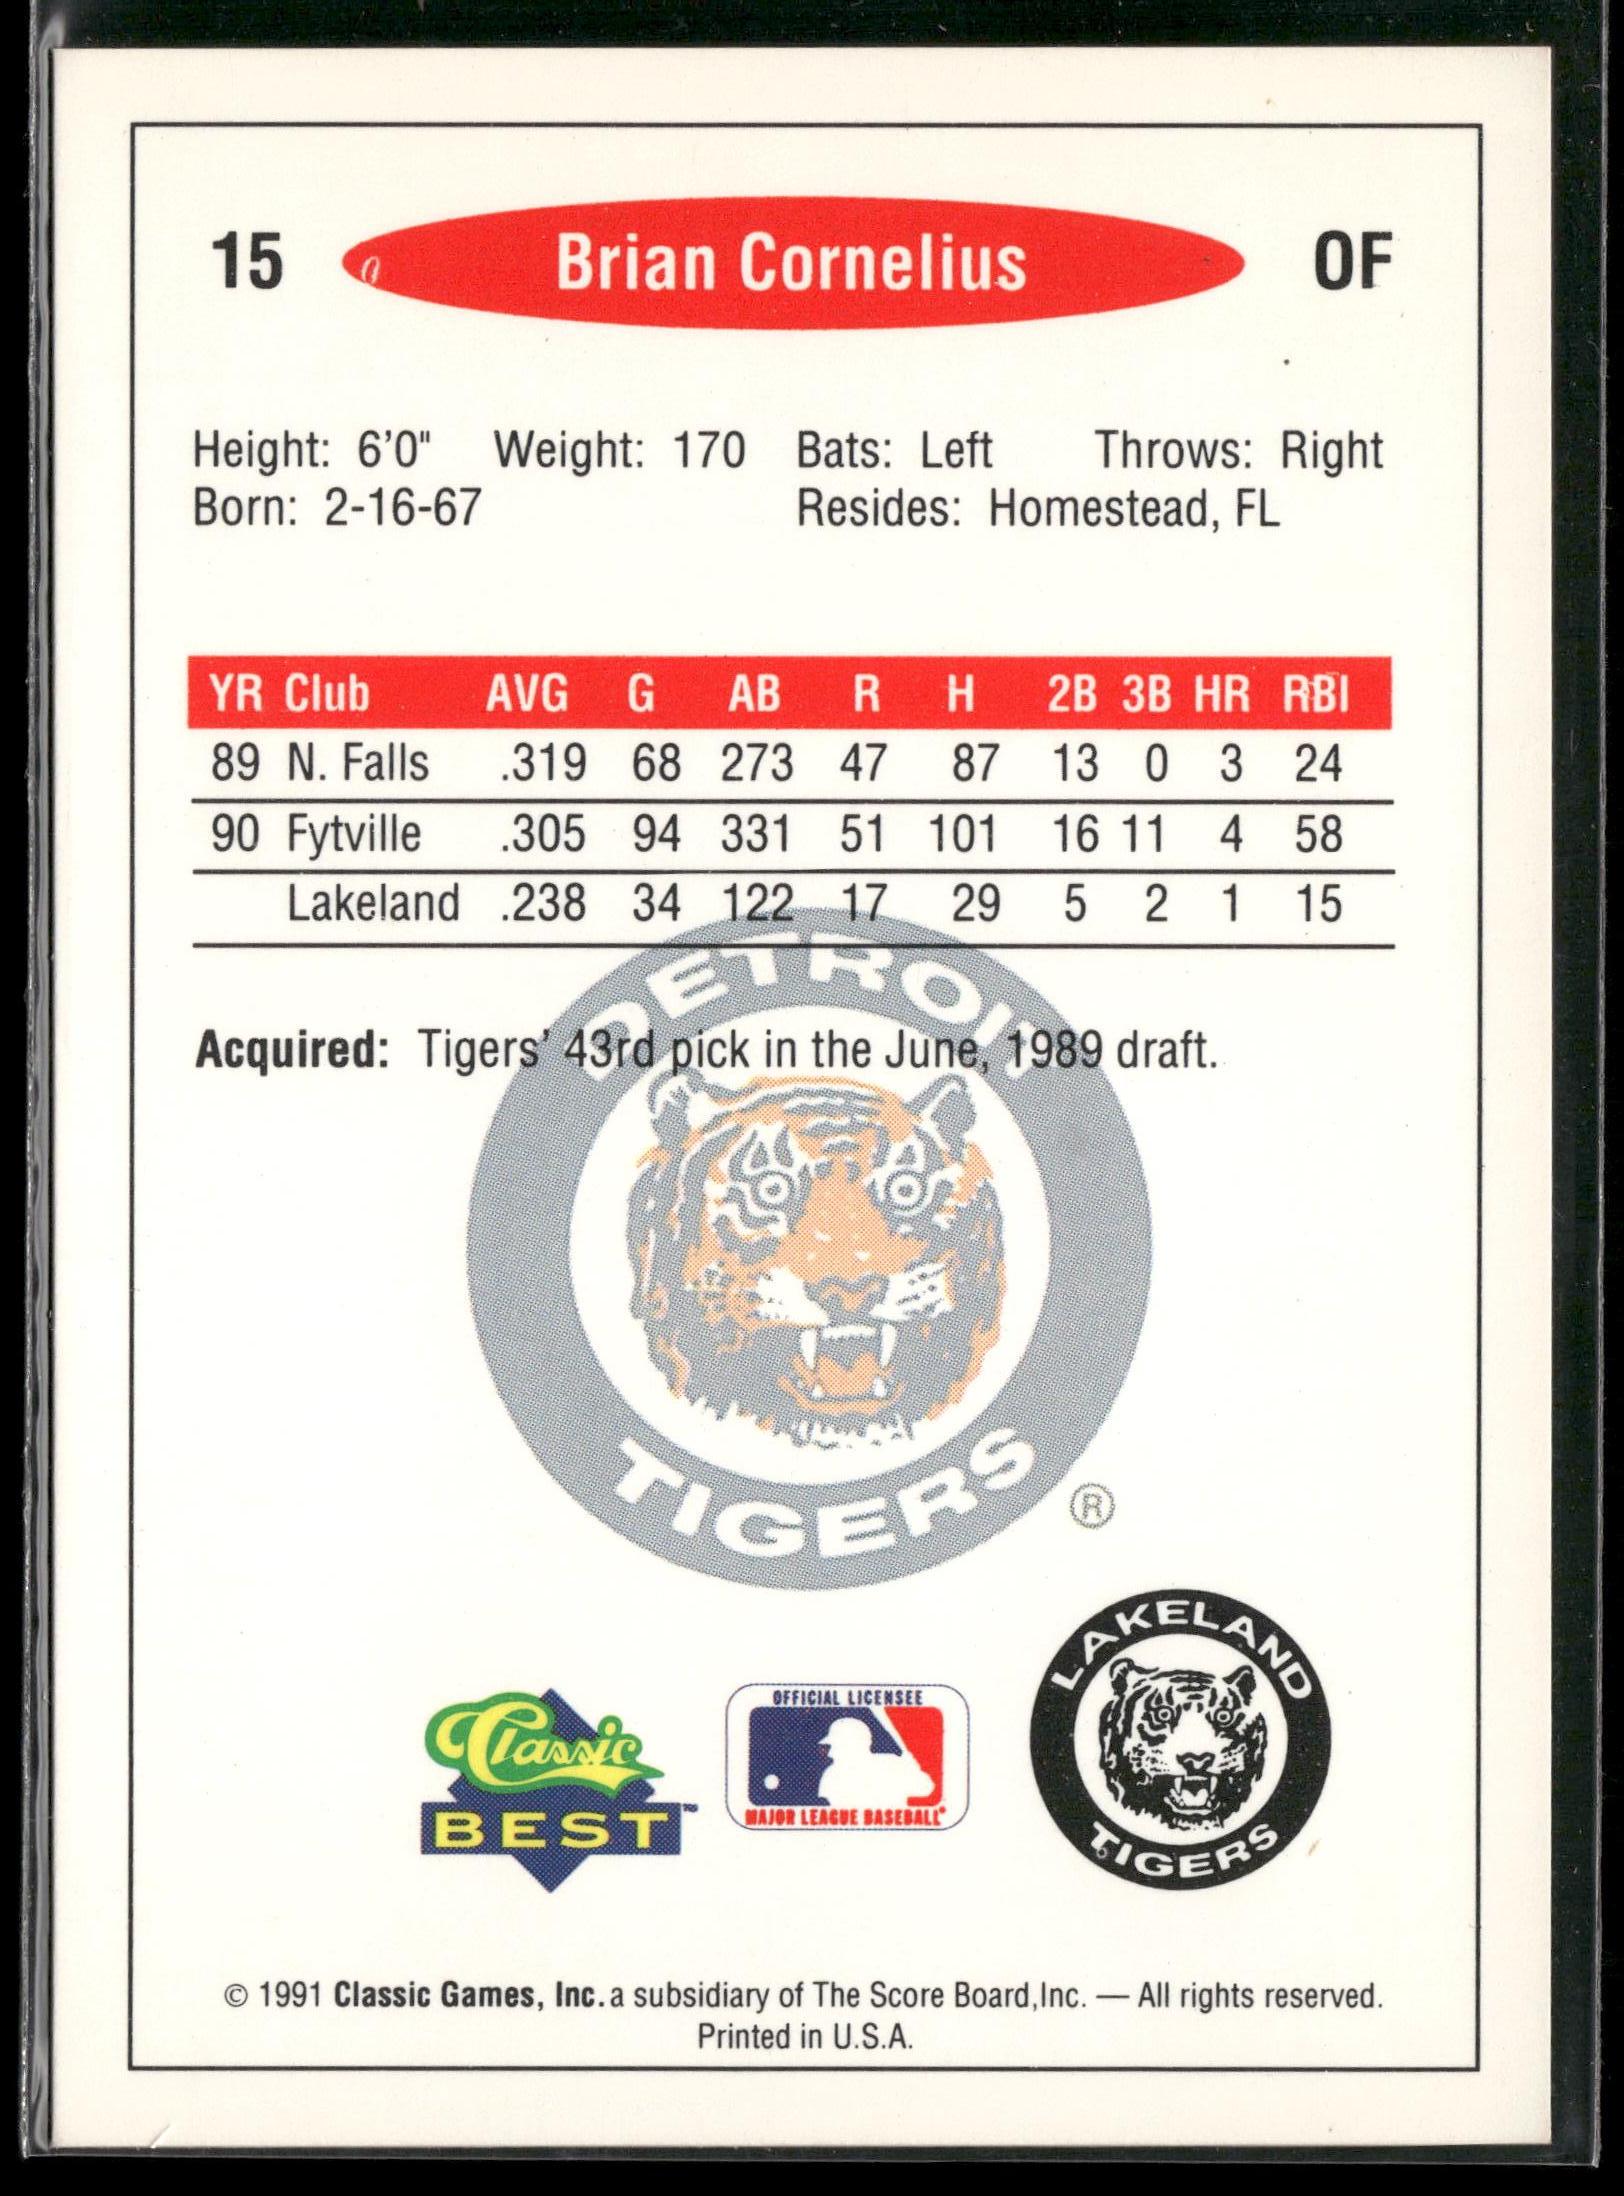 15 Brian Cornelius OF
Height: 6'0" Weight: 170 Bats: Left Throws: Right
Born: 2-16-67 Resides: Homestead, FL
YR Club AVG G AB R H 2B 3B HR RBI
89 N. Falls .319 68 273 47 87 13 0 3 24
90 Fytville .305 94 331 51 101 16 11 4 58
Lakeland .238 34 122 17 29 5 2 1 15
DETROIT
Acquired: Tigers' 43rd pick in the June, 1989 draft.
TIGERS
®
Classic
BEST™
OFFICIAL LICENSEE
MAJOR LEAGUE BASEBALL®
LAKELAND
TIGERS
© 1991 Classic Games, Inc. a subsidiary of The Score Board,Inc. — All rights reserved.
Printed in U.S.A.